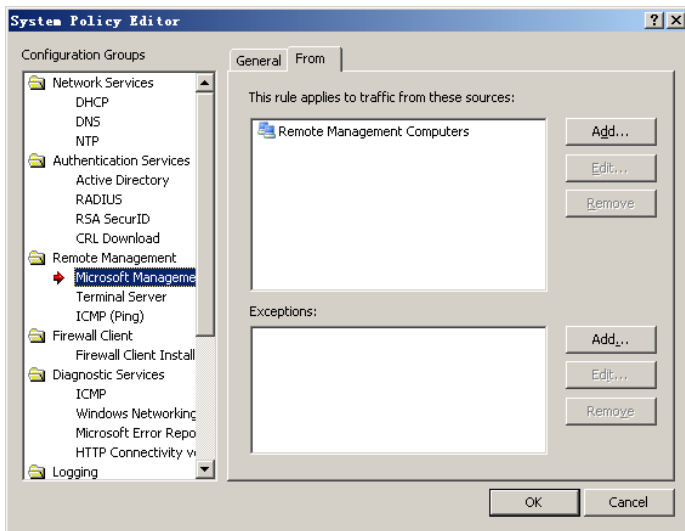 System Policy Editor
Configuration Groups
Network Services
DHCP
DNS
NTP
Authentication Services
Active Directory
RADIUS
RSA SecurID
CRL Download
Remote Management
Microsoft Manageme
Terminal Server
ICMP (Ping)
Firewall Client
Firewall Client Install
Diagnostic Services
ICMP
Windows Networking
Microsoft Error Repo
HTTP Connectivity v
Logging
General
From
This rule applies to traffic from these sources:
Remote Management Computers
Add...
Edit...
Remove
Exceptions:
Add...
Edit...
Remove
OK
Cancel